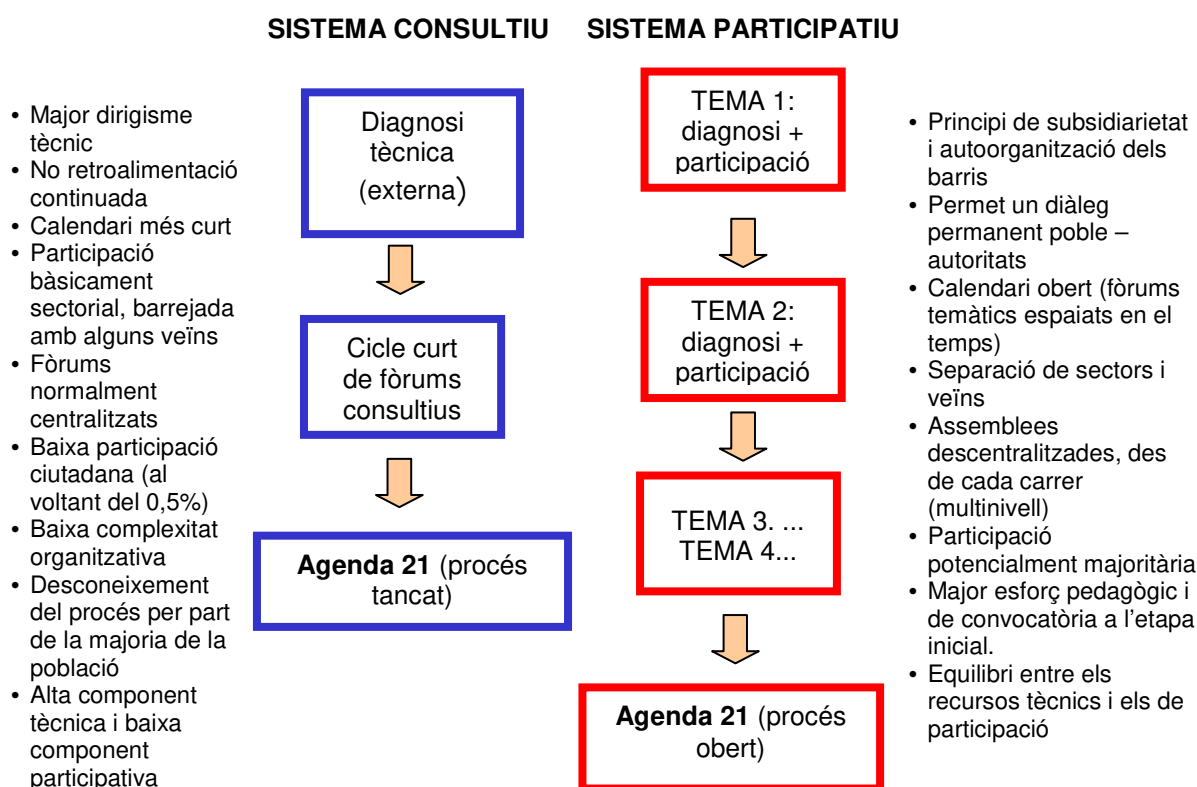 SISTEMA CONSULTIU
SISTEMA PARTICIPATIU
• Major dirigisme
tècnic
• No retroalimentació
continuada
• Calendari més curt
• Participació
bàsicament
sectorial, barrejada
amb alguns veïns
• Fòrums
normalment
centralitzats
• Baixa participació
ciutadana (al
voltant del 0,5%)
• Baixa complexitat
organitzativa
• Desconeixement
del procés per part
de la majoria de la
població
• Alta component
tècnica i baixa
component
participativa
Diagnosi
tècnica
(externa)
Cicle curt
de fòrums
consultius
Agenda 21 (procés
tancat)
TEMA 1:
diagnosi +
participació
TEMA 2:
diagnosi +
participació
TEMA 3. ...
TEMA 4...
Agenda 21 (procés
obert)
• Principi de subsidiarietat
i autoorganització dels
barris
• Permet un diàleg
permanent poble –
autoritats
• Calendari obert (fòrums
temàtics espaiats en el
temps)
• Separació de sectors i
veïns
• Assemblees
descentralitzades, des
de cada carrer
(multinivell)
• Participació
potencialment majoritària
• Major esforç pedagògic i
de convocatòria a l’etapa
inicial.
• Equilibri entre els
recursos tècnics i els de
participació